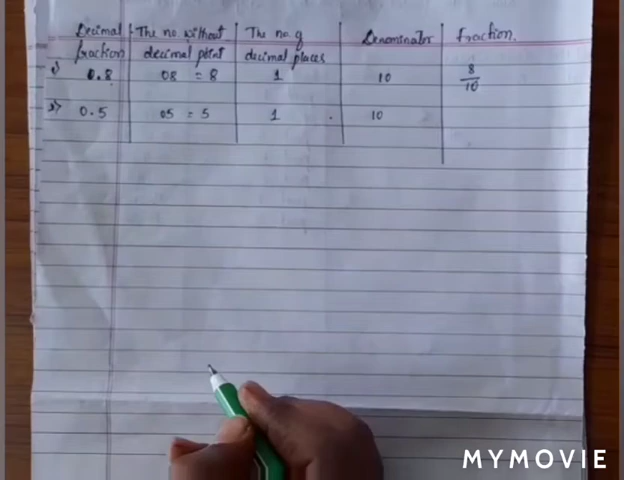 Decimal fraction | The no. without decimal point | The no. of decimal places | Denominator | Fraction.
1) 0.8 | 08 = 8 | 1 | 10 | 8/10
2) 0.5 | 05 = 5 | 1 | 10
MYMOVIE